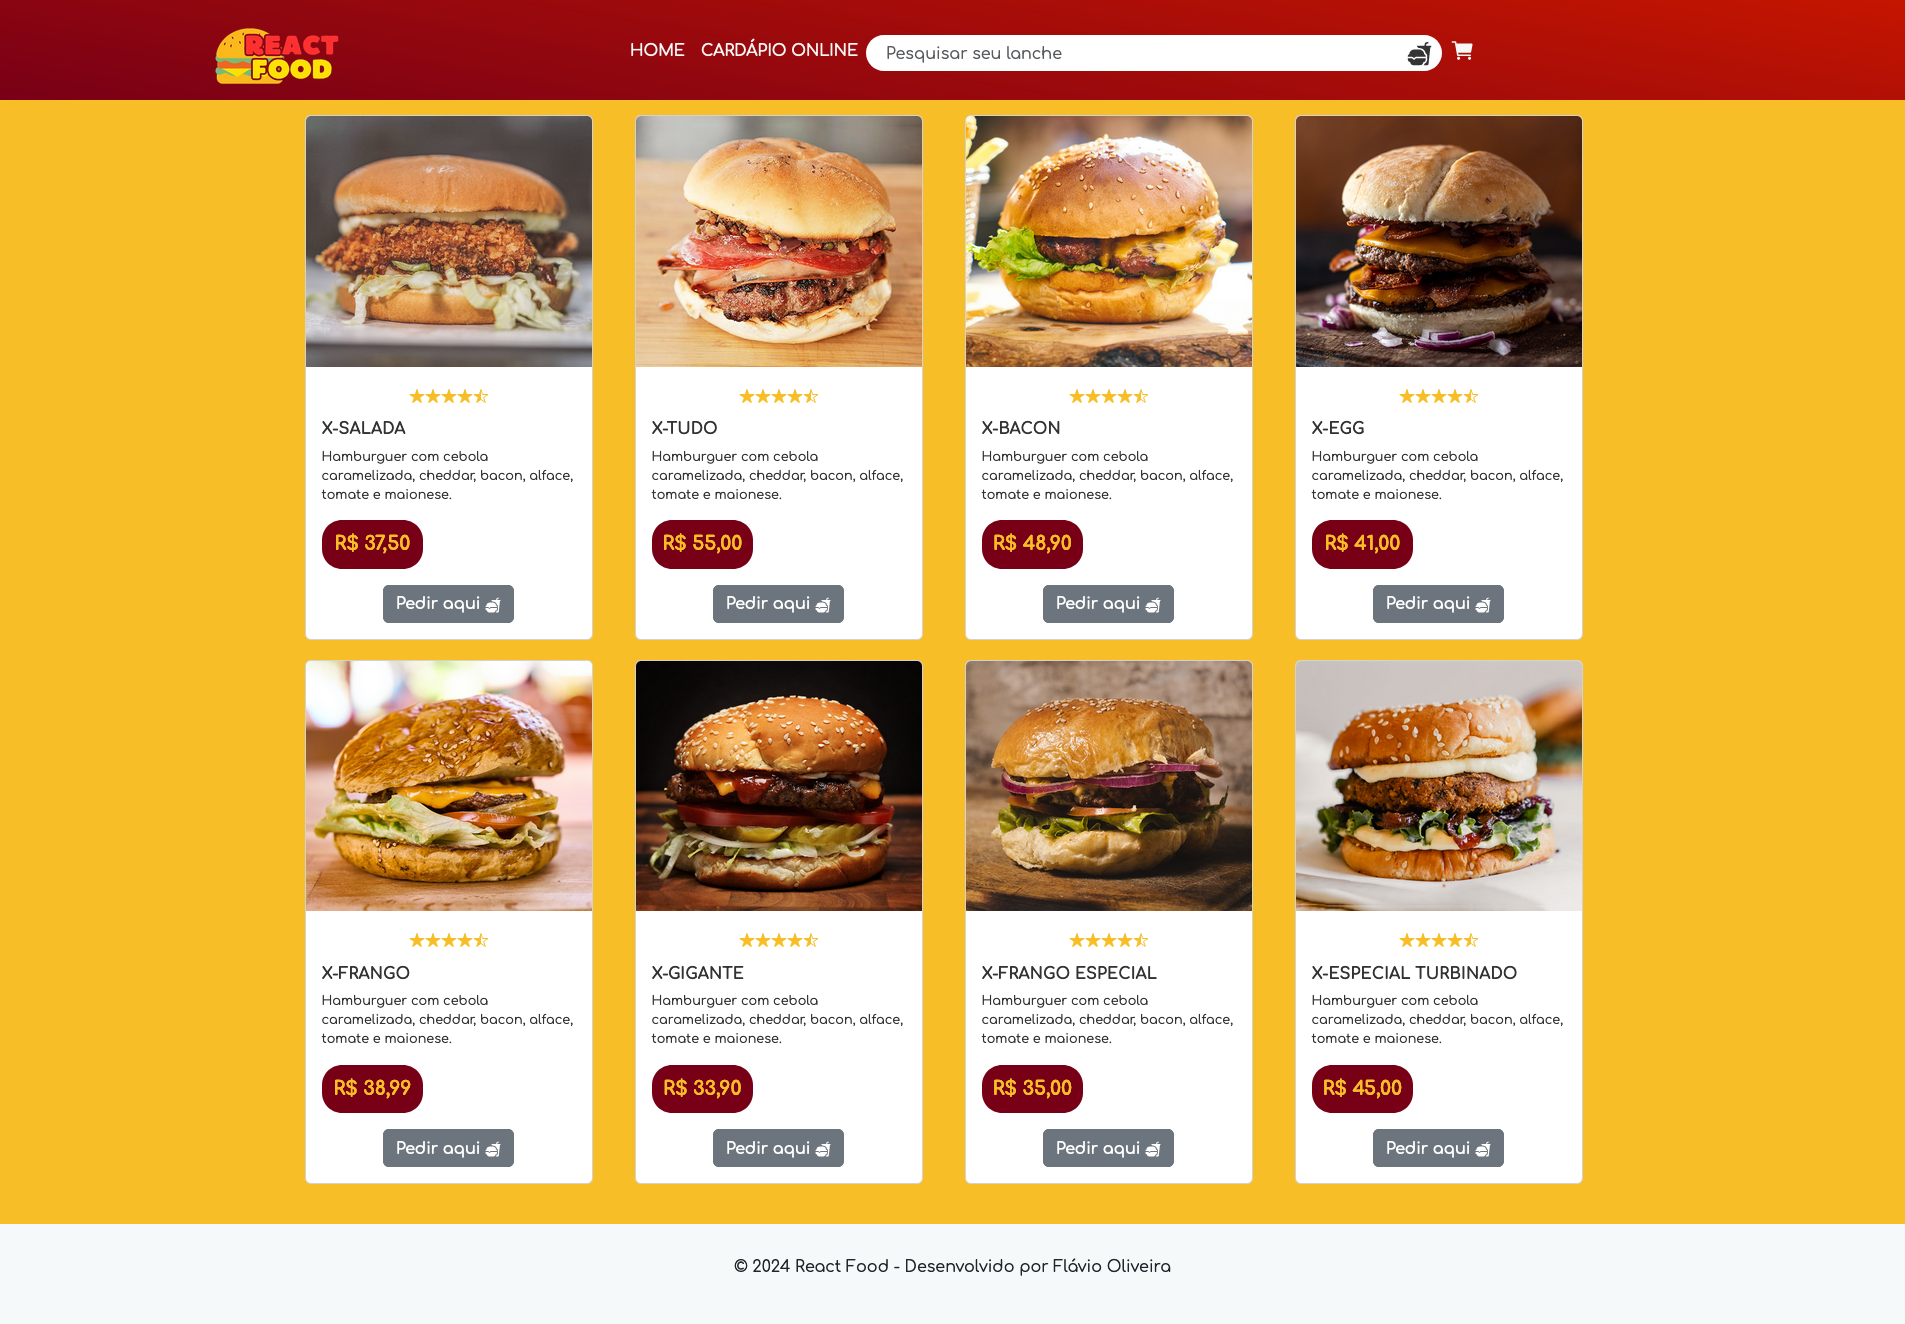 REACT
FOOD
HOME CARDÁPIO ONLINE Pesquisar seu lanche
X-SALADA
Hamburguer com cebola
caramelizada, cheddar, bacon, alface,
tomate e maionese.
R$ 37,50
Pedir aqui
X-TUDO
Hamburguer com cebola
caramelizada, cheddar, bacon, alface,
tomate e maionese.
R$ 55,00
Pedir aqui
X-BACON
Hamburguer com cebola
caramelizada, cheddar, bacon, alface,
tomate e maionese.
R$ 48,90
Pedir aqui
X-EGG
Hamburguer com cebola
caramelizada, cheddar, bacon, alface,
tomate e maionese.
R$ 41,00
Pedir aqui
X-FRANGO
Hamburguer com cebola
caramelizada, cheddar, bacon, alface,
tomate e maionese.
R$ 38,99
Pedir aqui
X-GIGANTE
Hamburguer com cebola
caramelizada, cheddar, bacon, alface,
tomate e maionese.
R$ 33,90
Pedir aqui
X-FRANGO ESPECIAL
Hamburguer com cebola
caramelizada, cheddar, bacon, alface,
tomate e maionese.
R$ 35,00
Pedir aqui
X-ESPECIAL TURBINADO
Hamburguer com cebola
caramelizada, cheddar, bacon, alface,
tomate e maionese.
R$ 45,00
Pedir aqui
© 2024 React Food - Desenvolvido por Flávio Oliveira